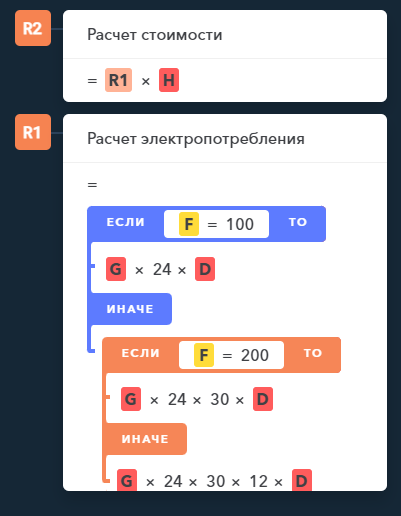 R2
Расчет стоимости
= R1 × H
R1
Расчет электропотребления
=
ЕСЛИ F = 100 ТО
G × 24 × D
ИНАЧЕ
ЕСЛИ F = 200 ТО
G × 24 × 30 × D
ИНАЧЕ
G × 24 × 30 × 12 × D